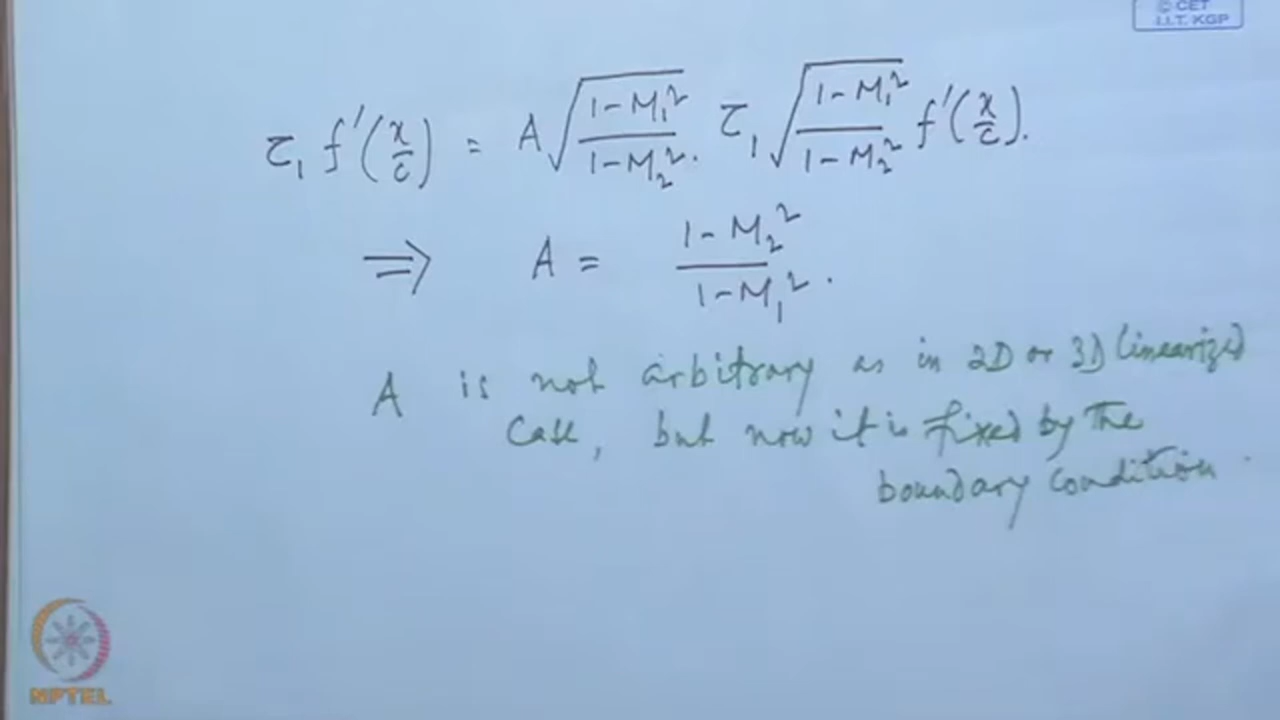 © CET
I.I.T. KGP
τ₁ f′(x/c) = A √((1-M₁²)/(1-M₂²)) · τ₁ √((1-M₁²)/(1-M₂²)) f′(x/c).
⇒ A = (1-M₂²)/(1-M₁²).
A is not arbitrary as in 2D or 3D linearized
case, but now it is fixed by the
boundary condition.
NPTEL